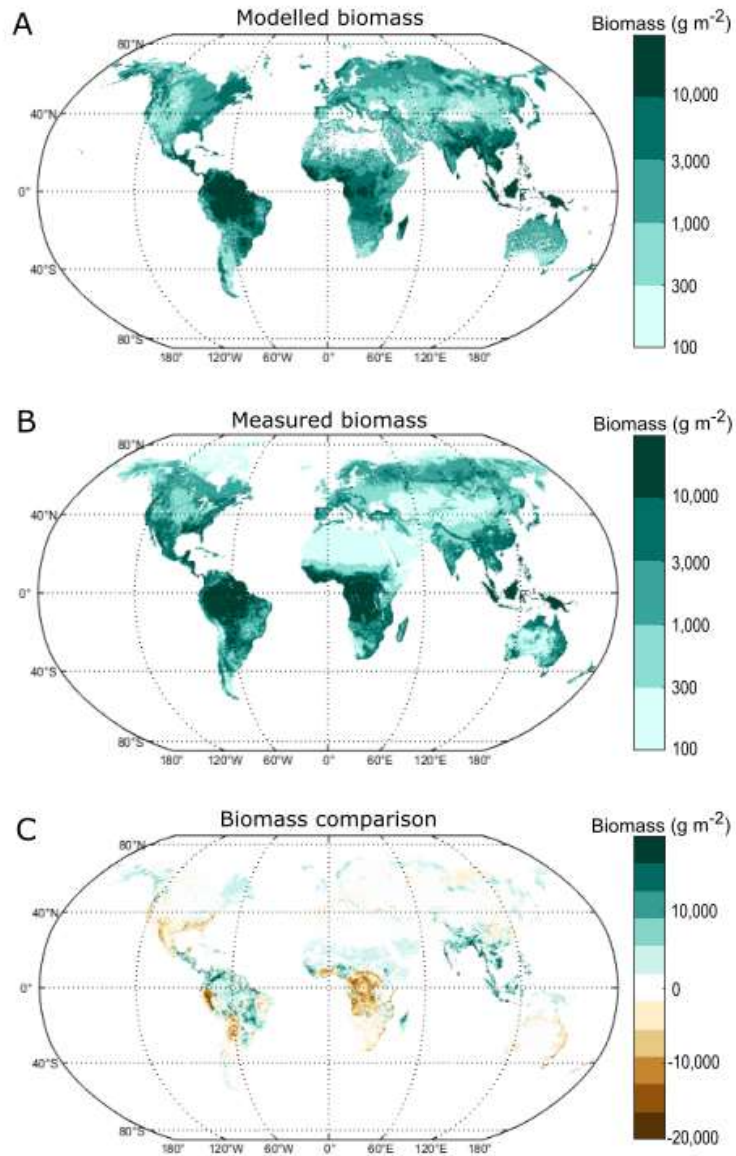 A
Modelled biomass
Biomass (g m-2)
80°N
40°N
0°
40°S
80°S
180° 120°W 60°W 0° 60°E 120°E 180°
10,000
3,000
1,000
300
100
B
Measured biomass
Biomass (g m-2)
80°N
40°N
0°
40°S
80°S
180° 120°W 60°W 0° 60°E 120°E 180°
10,000
3,000
1,000
300
100
C
Biomass comparison
Biomass (g m-2)
80°N
40°N
0°
40°S
80°S
180° 120°W 60°W 0° 60°E 120°E 180°
10,000
0
-10,000
-20,000